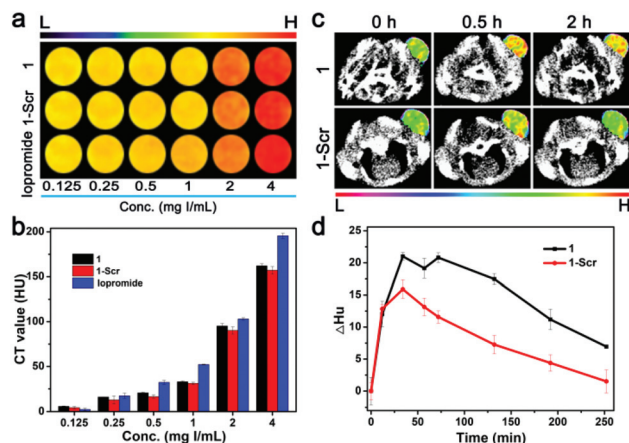 a
L H
1
1-Scr
Iopromide
0.125 0.25 0.5 1 2 4
Conc. (mg I/mL)
b
CT value (HU)
200
150
100
50
0
1
1-Scr
Iopromide
0.125 0.25 0.5 1 2 4
Conc. (mg I/mL)
c
0 h 0.5 h 2 h
1
1-Scr
L H
d
△Hu
25
20
15
10
5
0
1
1-Scr
0 50 100 150 200 250
Time (min)